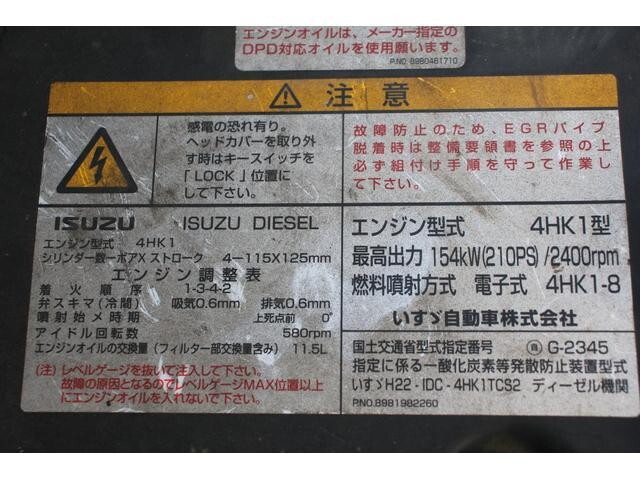 エンジンオイルは、メーカー指定の
DPD対応オイルを使用願います。
P.NO. 8980461710
注意
感電の恐れ有り。
ヘッドカバーを取り外
す時はキースイッチを
「LOCK」位置に
して下さい。
故障防止のため、EGRパイプ
脱着時は整備要領書を参照の上
必ず組付け手順を守って作業し
て下さい。
ISUZU ISUZU DIESEL
エンジン型式 4HK1
シリンダー数ーボアXストローク 4-115X125mm
エンジン調整表
着火順序 1-3-4-2
弁スキマ(冷間) 吸気0.6mm 排気0.6mm
噴射始メ時期 上死点前 0°
アイドル回転数 580rpm
エンジンオイルの交換量(フィルター部交換量含み) 11.5L
(注)レベルゲージを抜いて注入して下さい。
故障の原因となるのでレベルゲージMAX位置以上
にエンジンオイルを入れないで下さい。
エンジン型式 4HK1型
最高出力 154kW(210PS)/2400rpm
燃料噴射方式 電子式 4HK1-8
いすゞ自動車株式会社
国土交通省型式指定番号 G-2345
指定に係る一酸化炭素等発散防止装置型式
いすゞH22-IDC-4HK1TCS2 ディーゼル機関
P.NO.8981982260